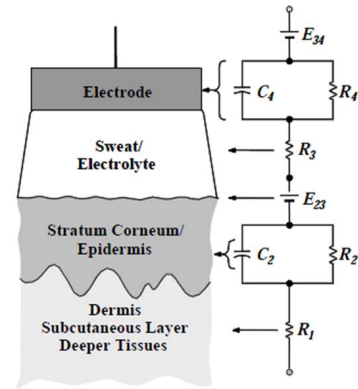 E34
Electrode
C4
R4
Sweat/
Electrolyte
R3
E23
Stratum Corneum/
Epidermis
C2
R2
Dermis
Subcutaneous Layer
Deeper Tissues
R1